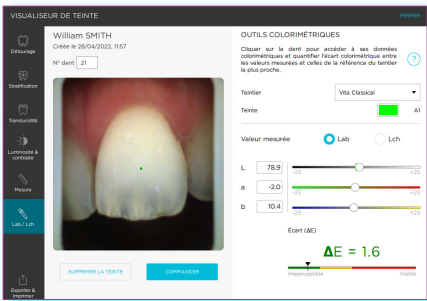 VISUALISEUR DE TEINTE
FERMER
Détourage
Stratification
Translucidité
Luminosité &
contraste
Mesure
Lab / Lch
Exporter &
imprimer
William SMITH
Créée le 28/04/2022, 11:57
N° dent 21
SUPPRIMER LA TEINTE
COMMANDER
OUTILS COLORIMÉTRIQUES
Cliquer sur la dent pour accéder à ses données
colorimétriques et quantifier l'écart colorimétrique entre
les valeurs mesurées et celles de la référence du teintier
la plus proche.
?
Teintier Vita Classical
Teinte A1
Valeur mesurée Lab Lch
L 78.9
-25 +25
a -2.0
-25 +25
b 10.4
-25 +25
Écart (ΔE)
ΔE = 1.6
Imperceptible Visible